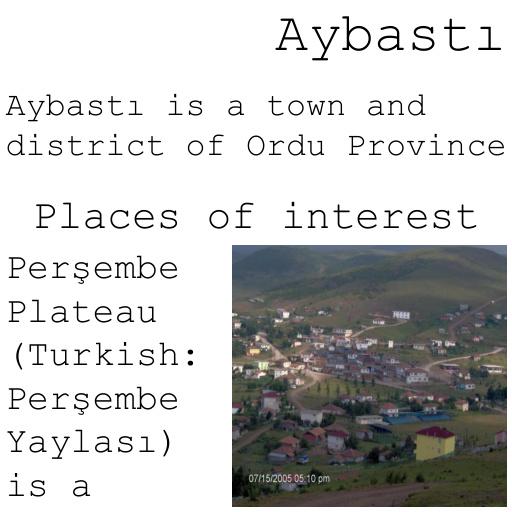 Aybastı
Aybastı is a town and
district of Ordu Province
Places of interest
Perşembe
Plateau
(Turkish:
Perşembe
Yaylası)
is a
07/15/2005 05:10 pm